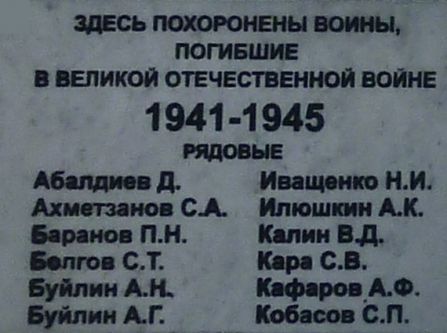 ЗДЕСЬ ПОХОРОНЕНЫ ВОИНЫ,
ПОГИБШИЕ
В ВЕЛИКОЙ ОТЕЧЕСТВЕННОЙ ВОЙНЕ
1941-1945
РЯДОВЫЕ
Абалдиев Д.
Ахметзанов С.А.
Баранов П.Н.
Белгов С.Т.
Буйлин А.Н.
Буйлин А.Г.
Иващенко Н.И.
Илюшкин А.К.
Калин В.Д.
Кара С.В.
Кафаров А.Ф.
Кобасов С.П.